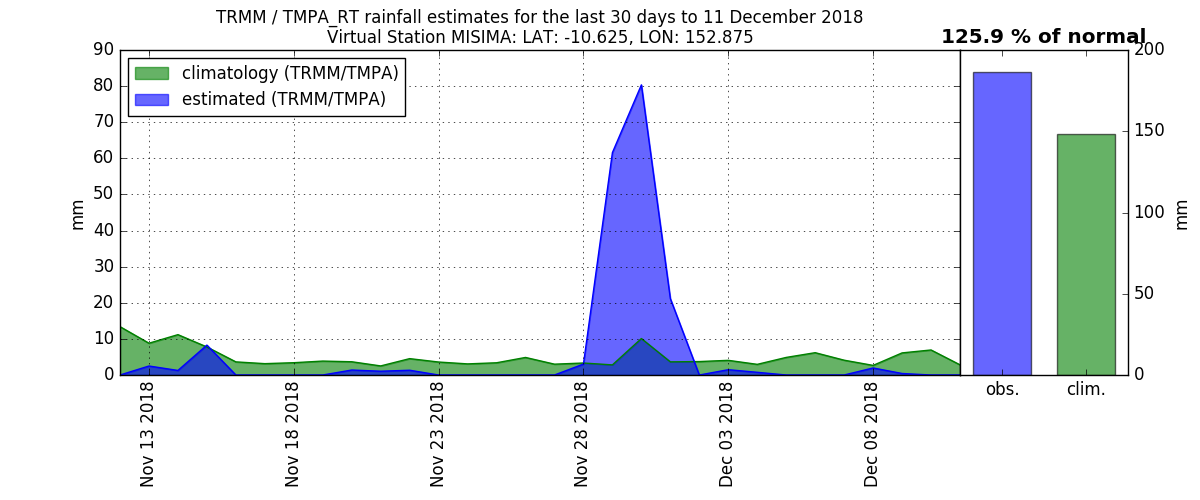 TRMM / TMPA_RT rainfall estimates for the last 30 days to 11 December 2018
Virtual Station MISIMA: LAT: -10.625, LON: 152.875
125.9 % of normal
climatology (TRMM/TMPA)
estimated (TRMM/TMPA)
90
80
70
60
50
40
30
20
10
0
mm
Nov 13 2018
Nov 18 2018
Nov 23 2018
Nov 28 2018
Dec 03 2018
Dec 08 2018
200
150
100
50
0
mm
obs.
clim.